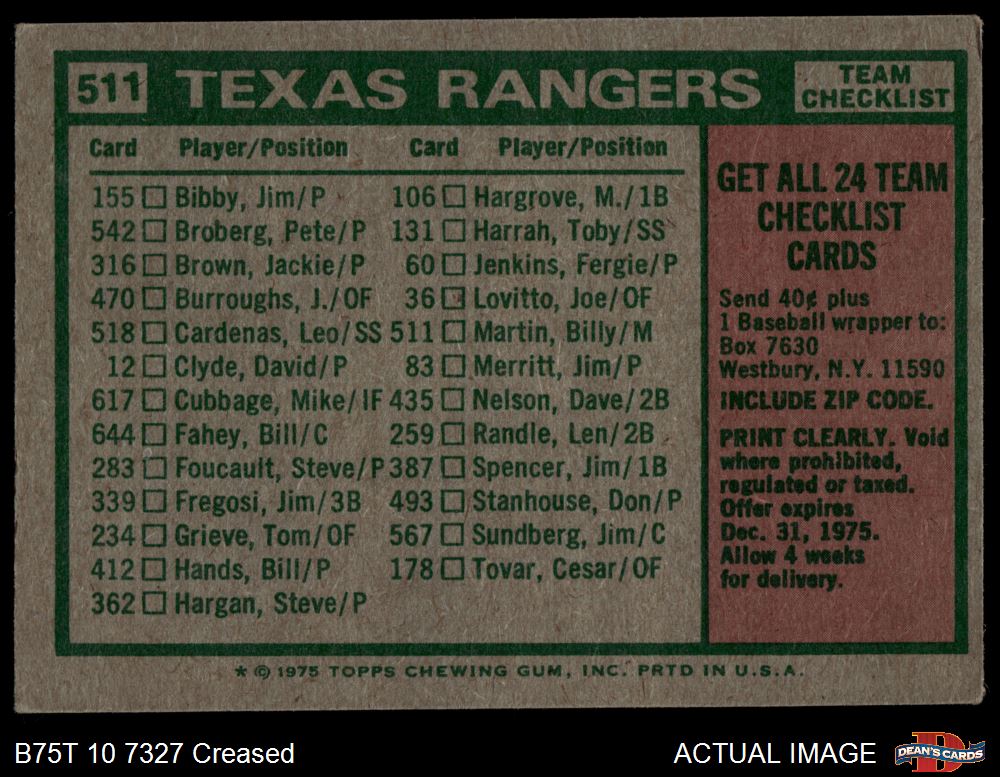 511 TEXAS RANGERS TEAM CHECKLIST
Card Player/Position Card Player/Position
155 Bibby, Jim/P 106 Hargrove, M./1B
542 Broberg, Pete/P 131 Harrah, Toby/SS
316 Brown, Jackie/P 60 Jenkins, Fergie/P
470 Burroughs, J./OF 36 Lovitto, Joe/OF
518 Cardenas, Leo/SS 511 Martin, Billy/M
12 Clyde, David/P 83 Merritt, Jim/P
617 Cubbage, Mike/IF 435 Nelson, Dave/2B
644 Fahey, Bill/C 259 Randle, Len/2B
283 Foucault, Steve/P 387 Spencer, Jim/1B
339 Fregosi, Jim/3B 493 Stanhouse, Don/P
234 Grieve, Tom/OF 567 Sundberg, Jim/C
412 Hands, Bill/P 178 Tovar, Cesar/OF
362 Hargan, Steve/P
GET ALL 24 TEAM
CHECKLIST
CARDS
Send 40¢ plus
1 Baseball wrapper to:
Box 7630
Westbury, N.Y. 11590
INCLUDE ZIP CODE.
PRINT CLEARLY. Void
where prohibited,
regulated or taxed.
Offer expires
Dec. 31, 1975.
Allow 4 weeks
for delivery.
* © 1975 TOPPS CHEWING GUM, INC. PRTD IN U.S.A.
B75T 10 7327 Creased ACTUAL IMAGE DEAN'S CARDS